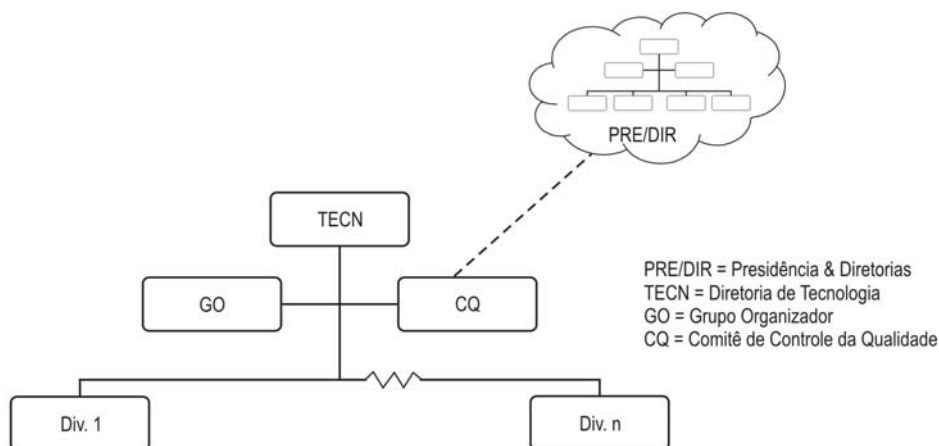 PRE/DIR
TECN
GO
CQ
PRE/DIR = Presidência & Diretorias
TECN = Diretoria de Tecnologia
GO = Grupo Organizador
CQ = Comitê de Controle da Qualidade
Div. 1
Div. n